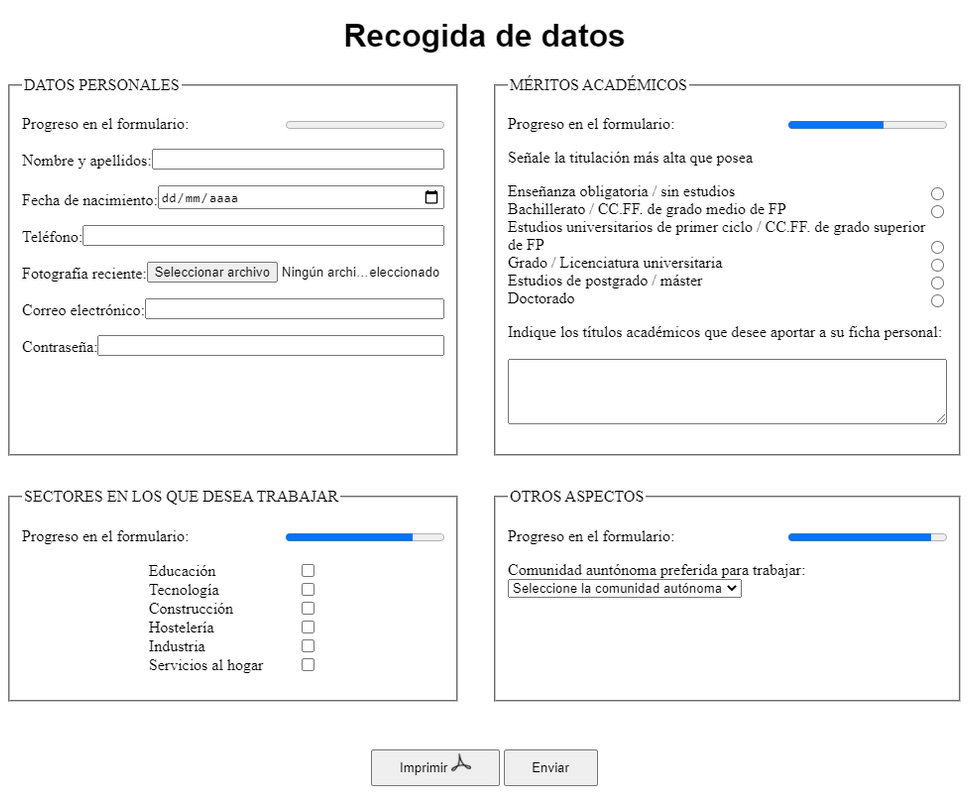 Recogida de datos
DATOS PERSONALES
Progreso en el formulario:
Nombre y apellidos:
Fecha de nacimiento: dd/mm/aaaa
Teléfono:
Fotografía reciente: Seleccionar archivo Ningún archi...eleccionado
Correo electrónico:
Contraseña:
MÉRITOS ACADÉMICOS
Progreso en el formulario:
Señale la titulación más alta que posea
Enseñanza obligatoria / sin estudios
Bachillerato / CC.FF. de grado medio de FP
Estudios universitarios de primer ciclo / CC.FF. de grado superior
de FP
Grado / Licenciatura universitaria
Estudios de postgrado / máster
Doctorado
Indique los títulos académicos que desee aportar a su ficha personal:
SECTORES EN LOS QUE DESEA TRABAJAR
Progreso en el formulario:
Educación
Tecnología
Construcción
Hostelería
Industria
Servicios al hogar
OTROS ASPECTOS
Progreso en el formulario:
Comunidad auntónoma preferida para trabajar:
Seleccione la comunidad autónoma
Imprimir
Enviar